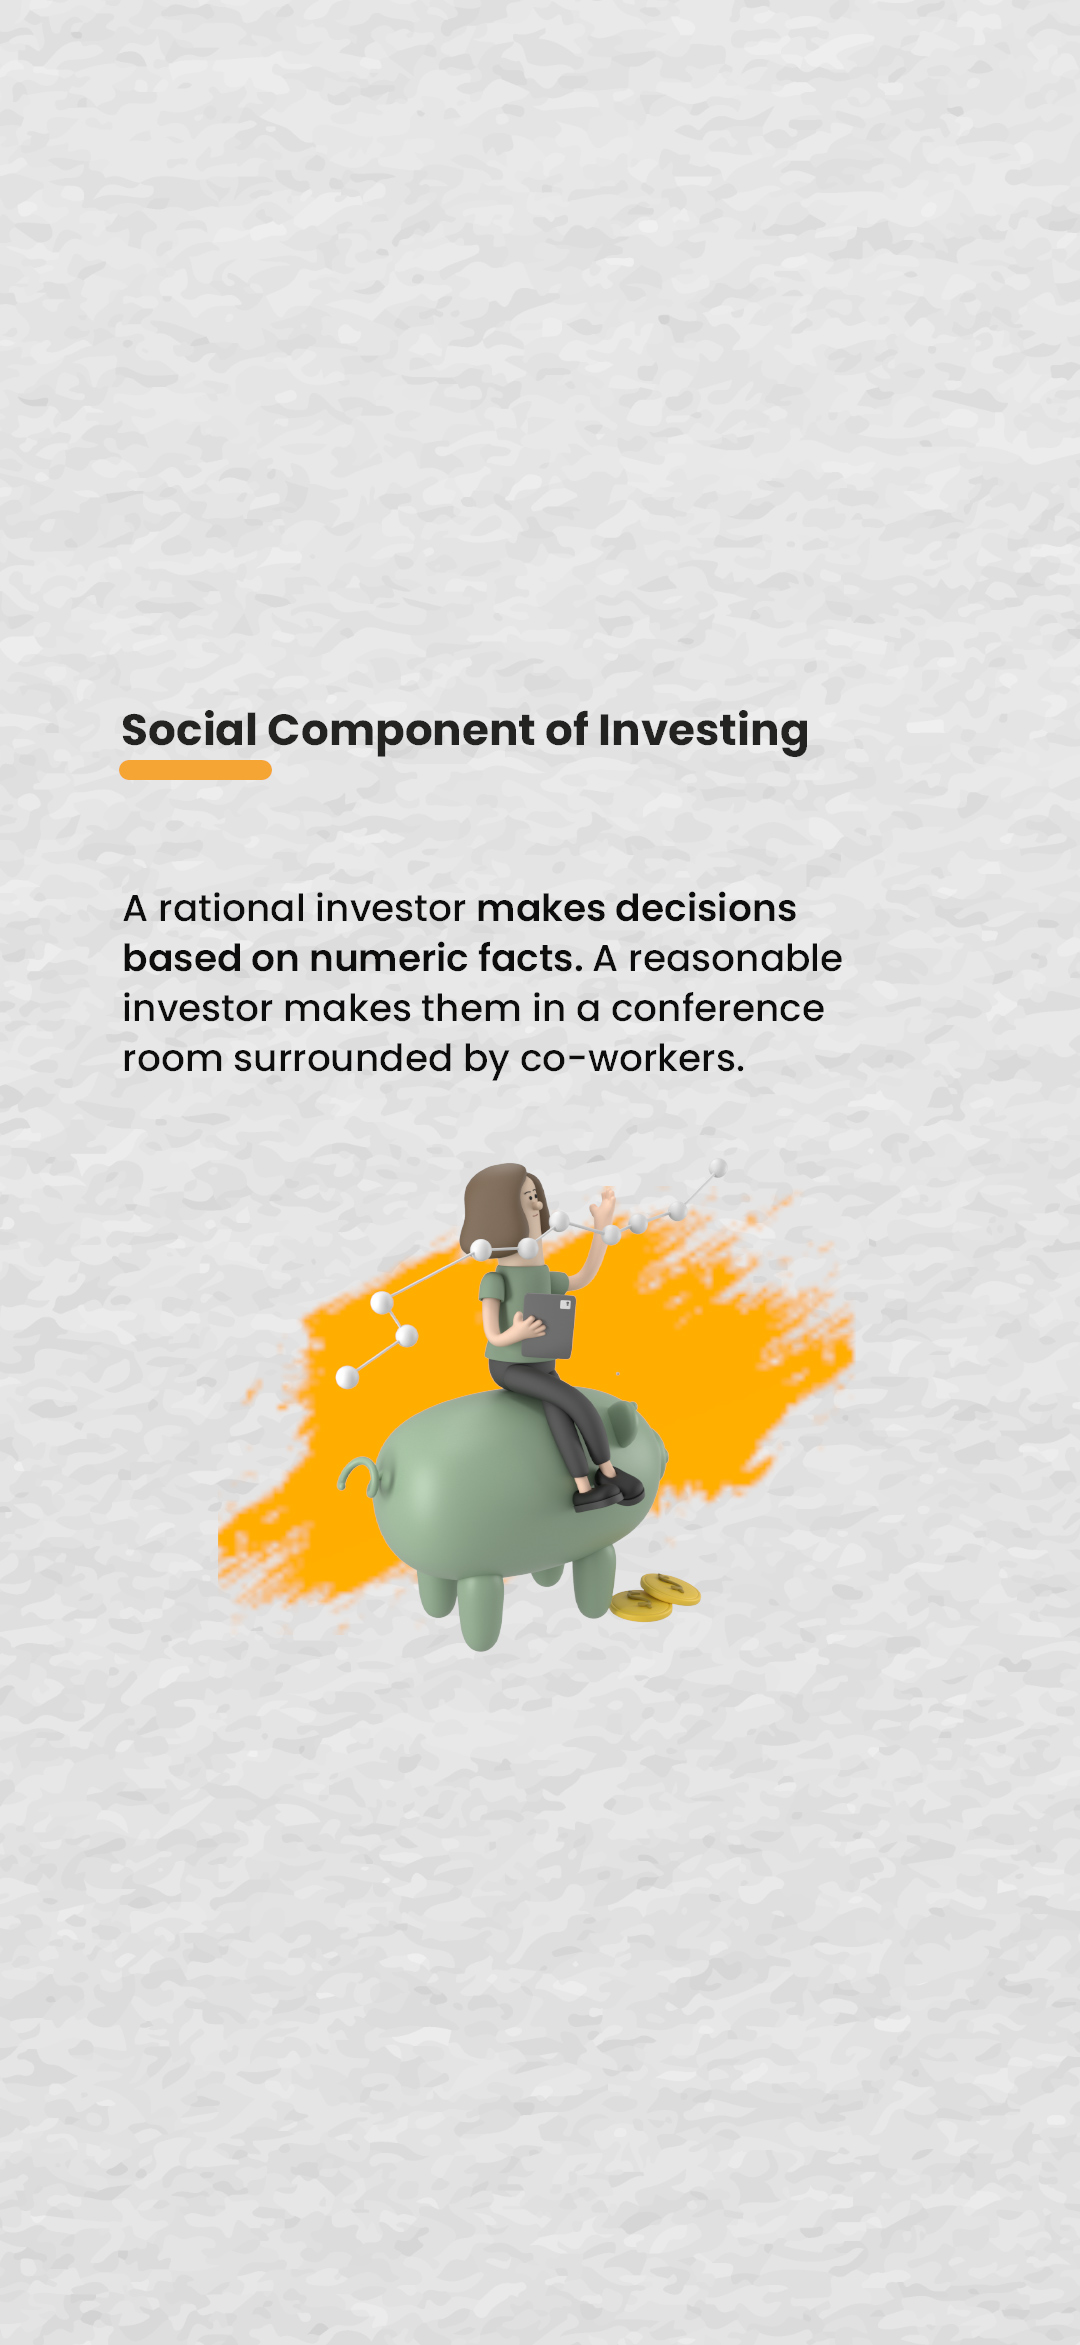 Social Component of Investing
A rational investor makes decisions
based on numeric facts. A reasonable
investor makes them in a conference
room surrounded by co-workers.